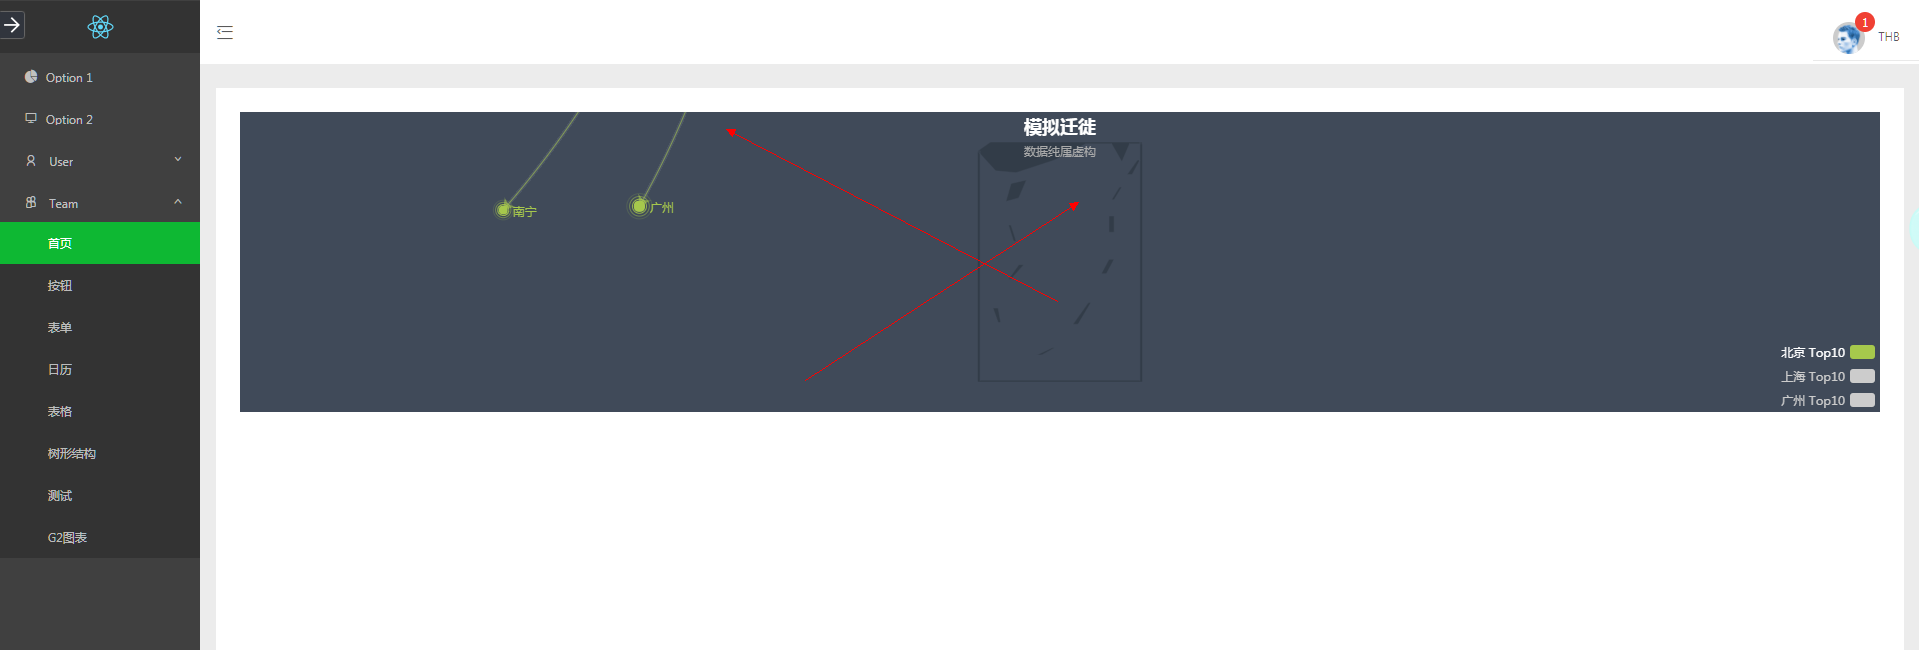 1
THB
Option 1
Option 2
User
Team
首页
按钮
表单
日历
表格
树形结构
测试
G2图表
模拟迁徙
数据纯属虚构
南宁
广州
北京 Top10
上海 Top10
广州 Top10